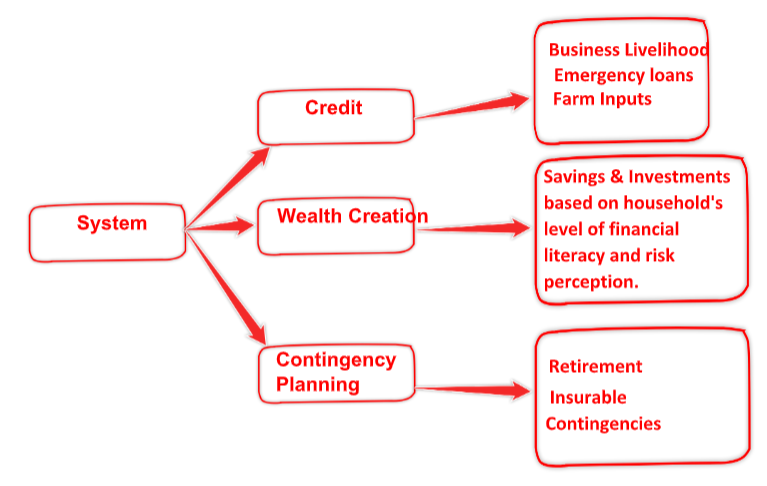 System
Credit
Business Livelihood
Emergency loans
Farm Inputs
Wealth Creation
Savings & Investments
based on household's
level of financial
literacy and risk
perception.
Contingency
Planning
Retirement
Insurable
Contingencies